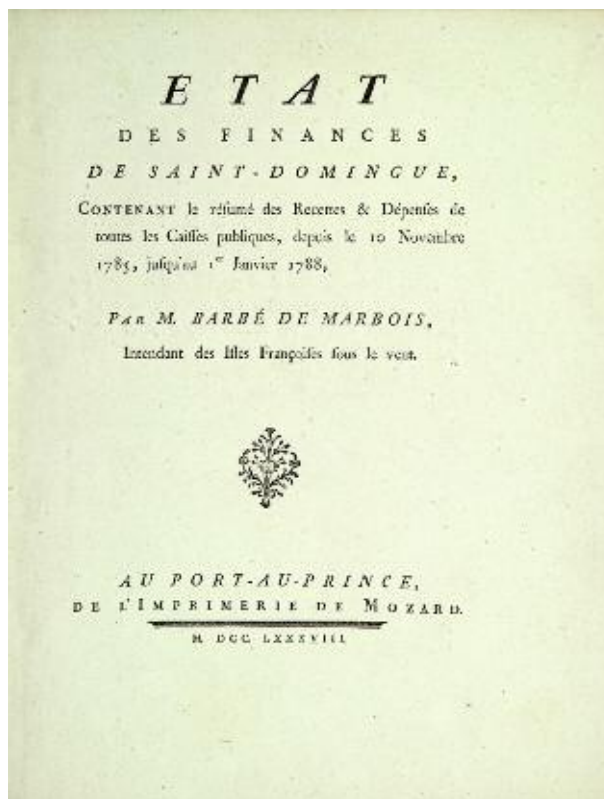 ETAT
DES FINANCES
DE SAINT-DOMINGUE,
CONTENANT le réſumé des Recettes & Dépenſes de
toutes les Caiſſes publiques, depuis le 10 Novembre
1785, juſqu'au 1er Janvier 1788,
PAR M. BARBÉ DE MARBOIS,
Intendant des Iſles Françoiſes ſous le vent.
AU PORT-AU-PRINCE,
DE L'IMPRIMERIE DE MOZARD.
M. DCC. LXXXVIII.